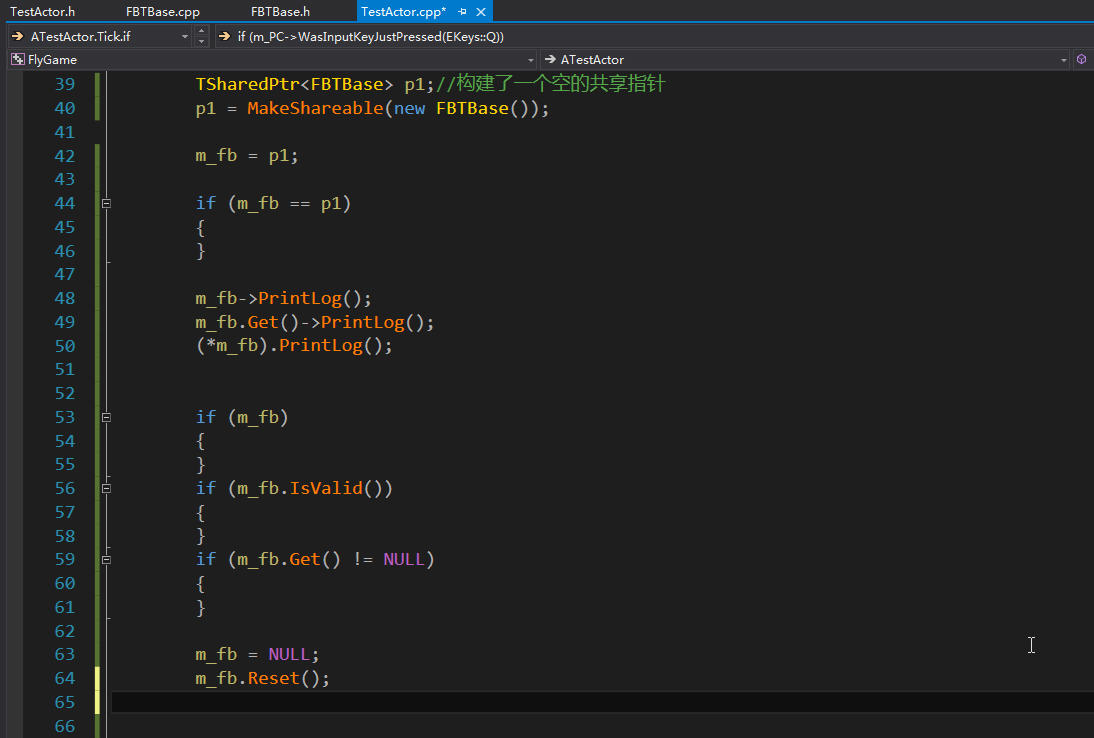 TestActor.h FBTBase.cpp FBTBase.h TestActor.cpp*
ATestActor.Tick.if if (m_PC->WasInputKeyJustPressed(EKeys::Q))
FlyGame ATestActor
39 TSharedPtr<FBTBase> p1;//构建了一个空的共享指针
40 p1 = MakeShareable(new FBTBase());
41
42 m_fb = p1;
43
44 if (m_fb == p1)
45 {
46 }
47
48 m_fb->PrintLog();
49 m_fb.Get()->PrintLog();
50 (*m_fb).PrintLog();
51
52
53 if (m_fb)
54 {
55 }
56 if (m_fb.IsValid())
57 {
58 }
59 if (m_fb.Get() != NULL)
60 {
61 }
62
63 m_fb = NULL;
64 m_fb.Reset();
65
66